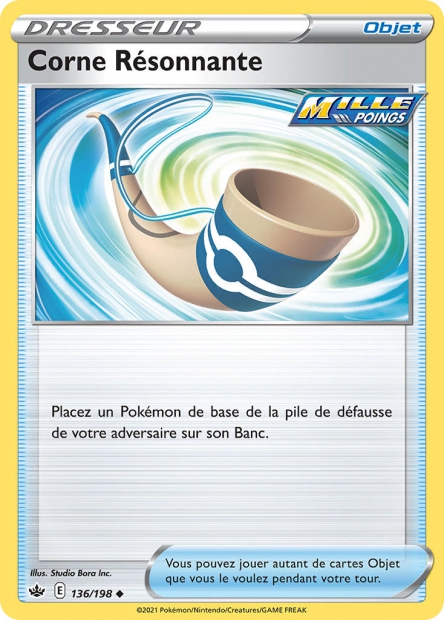 DRESSEUR Objet
Corne Résonnante
MILLE
POINGS
Placez un Pokémon de base de la pile de défausse
de votre adversaire sur son Banc.
Vous pouvez jouer autant de cartes Objet
que vous le voulez pendant votre tour.
Illus. Studio Bora Inc.
E 136/198
©2021 Pokémon/Nintendo/Creatures/GAME FREAK